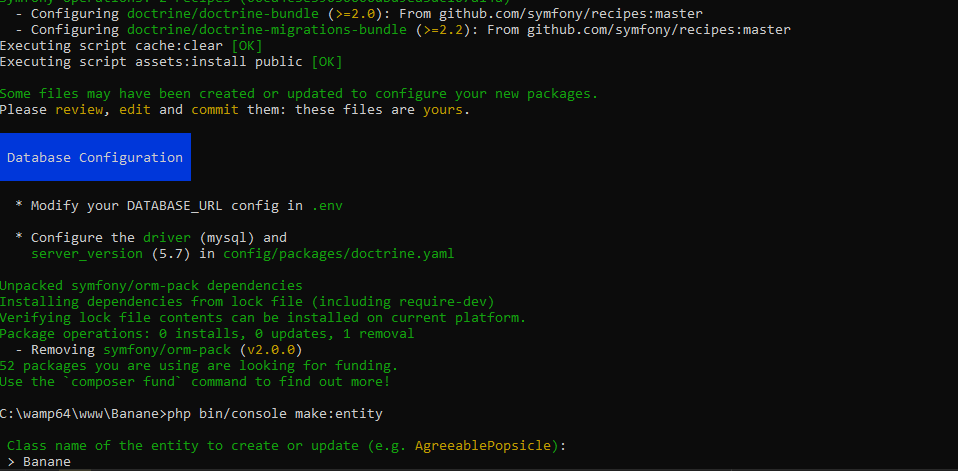 - Configuring doctrine/doctrine-bundle (>=2.0): From github.com/symfony/recipes:master
- Configuring doctrine/doctrine-migrations-bundle (>=2.2): From github.com/symfony/recipes:master
Executing script cache:clear [OK]
Executing script assets:install public [OK]
Some files may have been created or updated to configure your new packages.
Please review, edit and commit them: these files are yours.
Database Configuration
* Modify your DATABASE_URL config in .env
* Configure the driver (mysql) and
server_version (5.7) in config/packages/doctrine.yaml
Unpacked symfony/orm-pack dependencies
Installing dependencies from lock file (including require-dev)
Verifying lock file contents can be installed on current platform.
Package operations: 0 installs, 0 updates, 1 removal
- Removing symfony/orm-pack (v2.0.0)
52 packages you are using are looking for funding.
Use the `composer fund` command to find out more!
C:\wamp64\www\Banane>php bin/console make:entity
Class name of the entity to create or update (e.g. AgreeablePopsicle):
> Banane